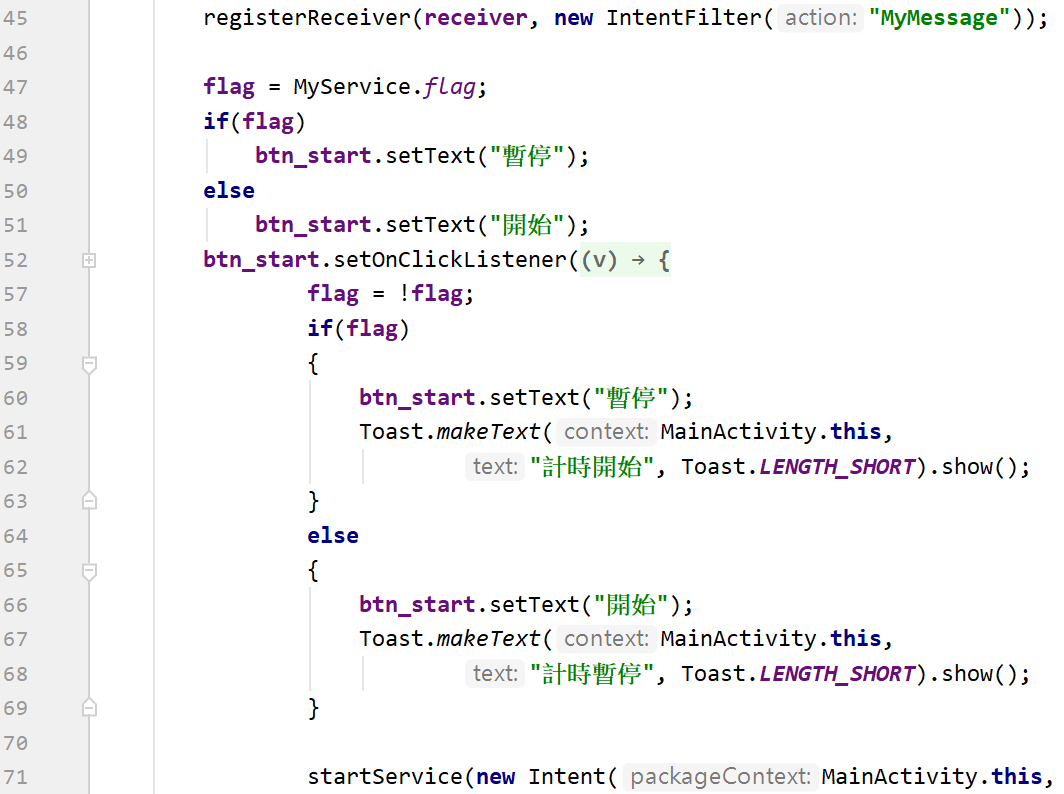 45 registerReceiver(receiver, new IntentFilter( action: "MyMessage"));
46
47 flag = MyService.flag;
48 if(flag)
49 btn_start.setText("暫停");
50 else
51 btn_start.setText("開始");
52 btn_start.setOnClickListener((v) → {
57 flag = !flag;
58 if(flag)
59 {
60 btn_start.setText("暫停");
61 Toast.makeText( context: MainActivity.this,
62 text: "計時開始", Toast.LENGTH_SHORT).show();
63 }
64 else
65 {
66 btn_start.setText("開始");
67 Toast.makeText( context: MainActivity.this,
68 text: "計時暫停", Toast.LENGTH_SHORT).show();
69 }
70
71 startService(new Intent( packageContext: MainActivity.this,